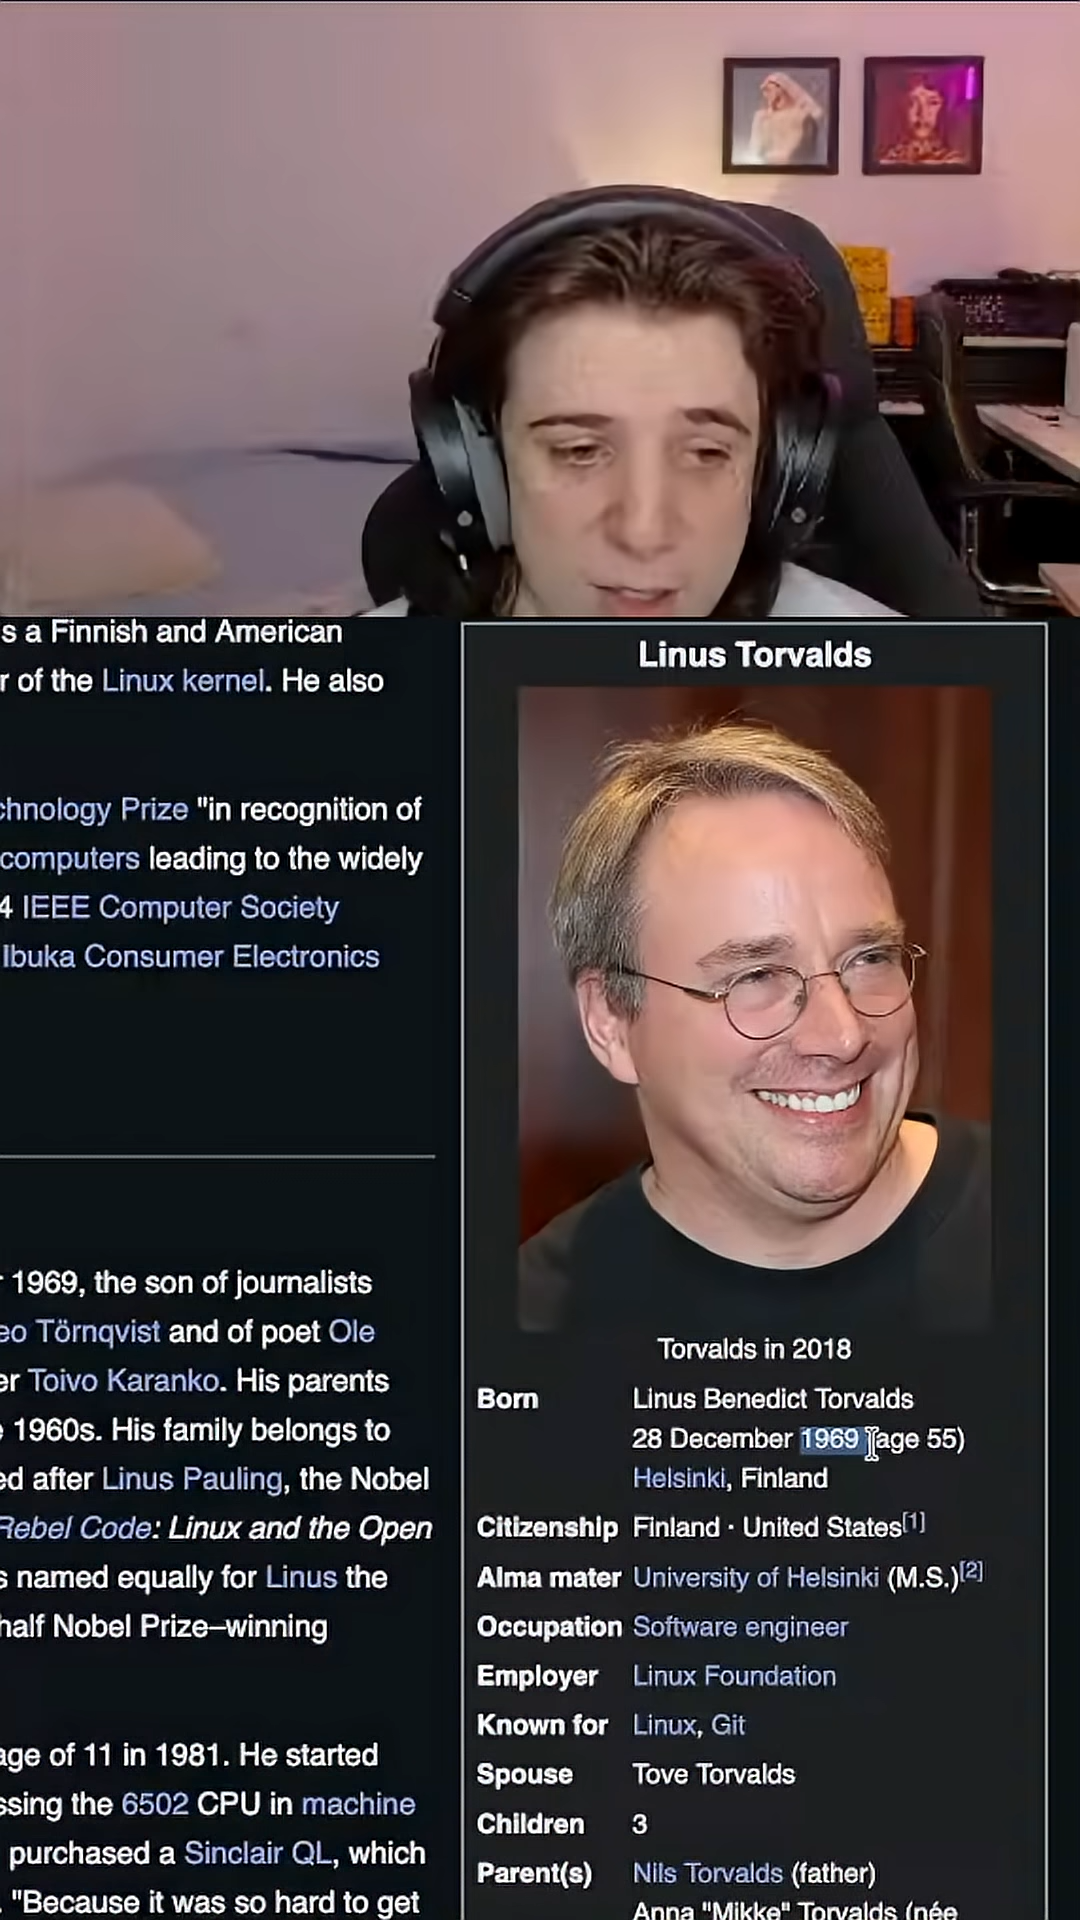 s a Finnish and American
r of the Linux kernel. He also
chnology Prize "in recognition of
computers leading to the widely
4 IEEE Computer Society
Ibuka Consumer Electronics
r 1969, the son of journalists
eo Törnqvist and of poet Ole
er Toivo Karanko. His parents
e 1960s. His family belongs to
ed after Linus Pauling, the Nobel
Rebel Code: Linux and the Open
s named equally for Linus the
half Nobel Prize–winning
age of 11 in 1981. He started
ssing the 6502 CPU in machine
purchased a Sinclair QL, which
. "Because it was so hard to get
Linus Torvalds
Torvalds in 2018
Born Linus Benedict Torvalds
28 December 1969 (age 55)
Helsinki, Finland
Citizenship Finland · United States[1]
Alma mater University of Helsinki (M.S.)[2]
Occupation Software engineer
Employer Linux Foundation
Known for Linux, Git
Spouse Tove Torvalds
Children 3
Parent(s) Nils Torvalds (father)
Anna "Mikke" Torvalds (née